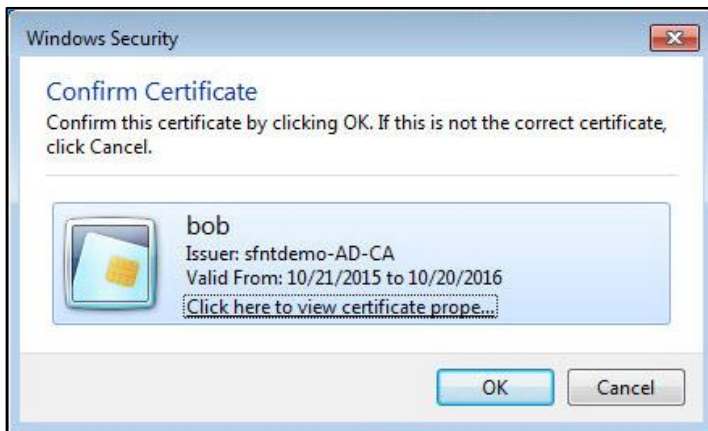 Windows Security
Confirm Certificate
Confirm this certificate by clicking OK. If this is not the correct certificate,
click Cancel.
bob
Issuer: sfntdemo-AD-CA
Valid From: 10/21/2015 to 10/20/2016
Click here to view certificate prope...
OK Cancel